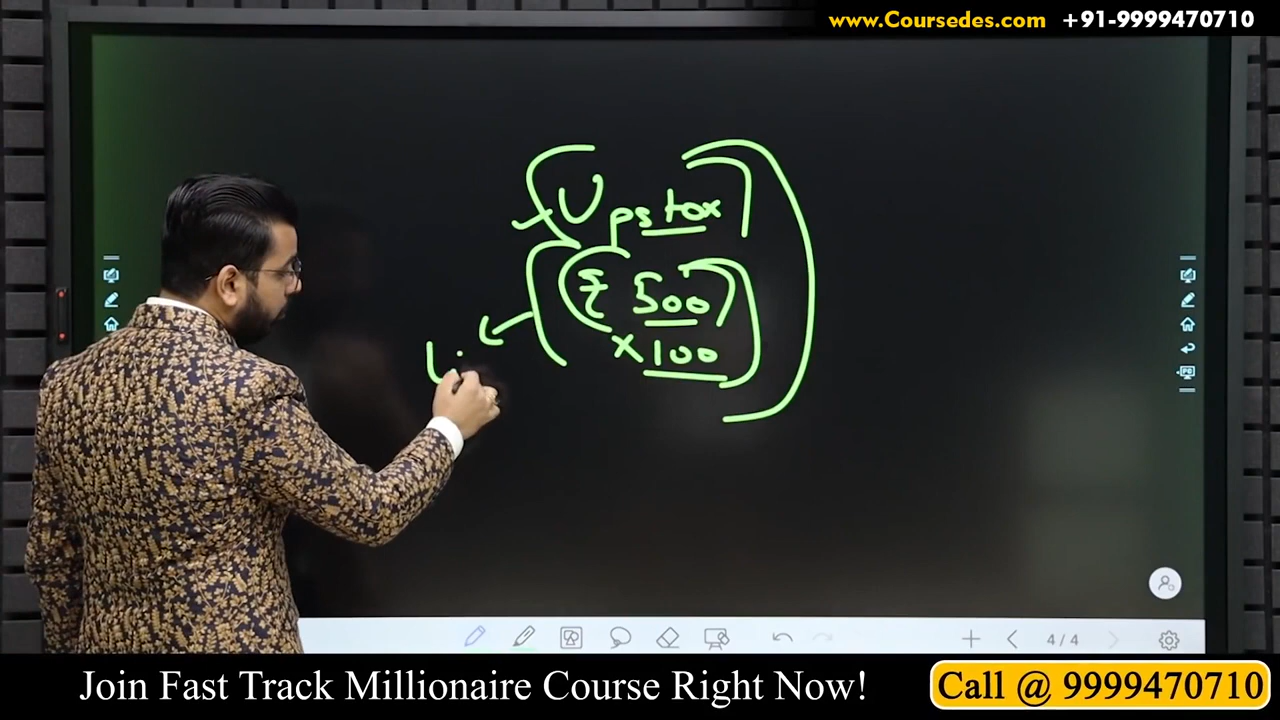 www.Coursedes.com +91-9999470710
Upstox
₹ 500
× 100
Li
4/4
Join Fast Track Millionaire Course Right Now!
Call @ 9999470710